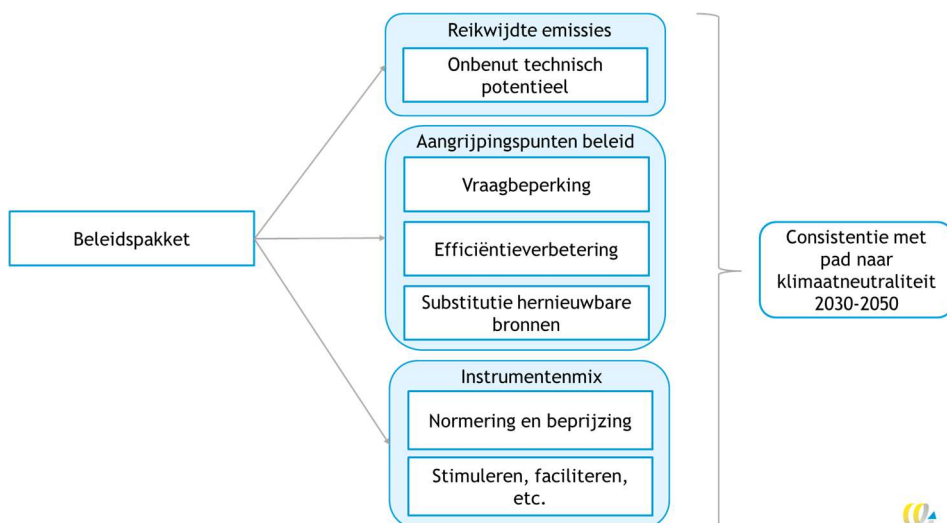 Reikwijdte emissies
Onbenut technisch
potentieel
Aangrijpingspunten beleid
Vraagbeperking
Beleidspakket
Efficiëntieverbetering
Substitutie hernieuwbare
bronnen
Instrumentenmix
Normering en beprijzing
Stimuleren, faciliteren,
etc.
Consistentie met
pad naar
klimaatneutraliteit
2030-2050